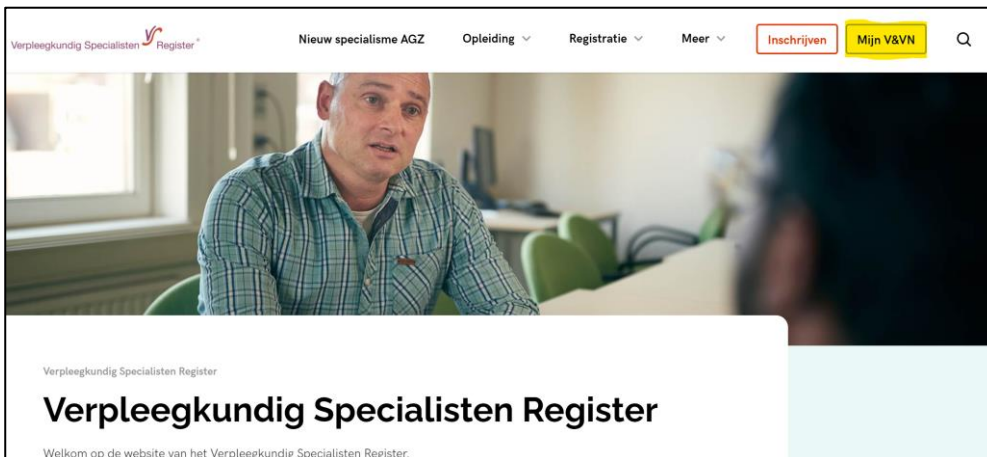 Verpleegkundig Specialisten VS Register
Nieuw specialisme AGZ Opleiding Registratie Meer Inschrijven Mijn V&VN
Verpleegkundig Specialisten Register
Verpleegkundig Specialisten Register
Welkom op de website van het Verpleegkundig Specialisten Register.